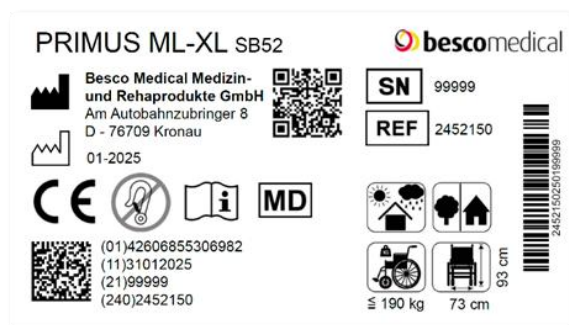 PRIMUS ML-XL SB52
bescomedical
Besco Medical Medizin-
und Rehaprodukte GmbH
Am Autobahnzubringer 8
D - 76709 Kronau
01-2025
SN 99999
REF 2452150
CE
i
MD
(01)42606855306982
(11)31012025
(21)99999
(240)2452150
KG
≦ 190 kg
73 cm
93 cm
245215025019999